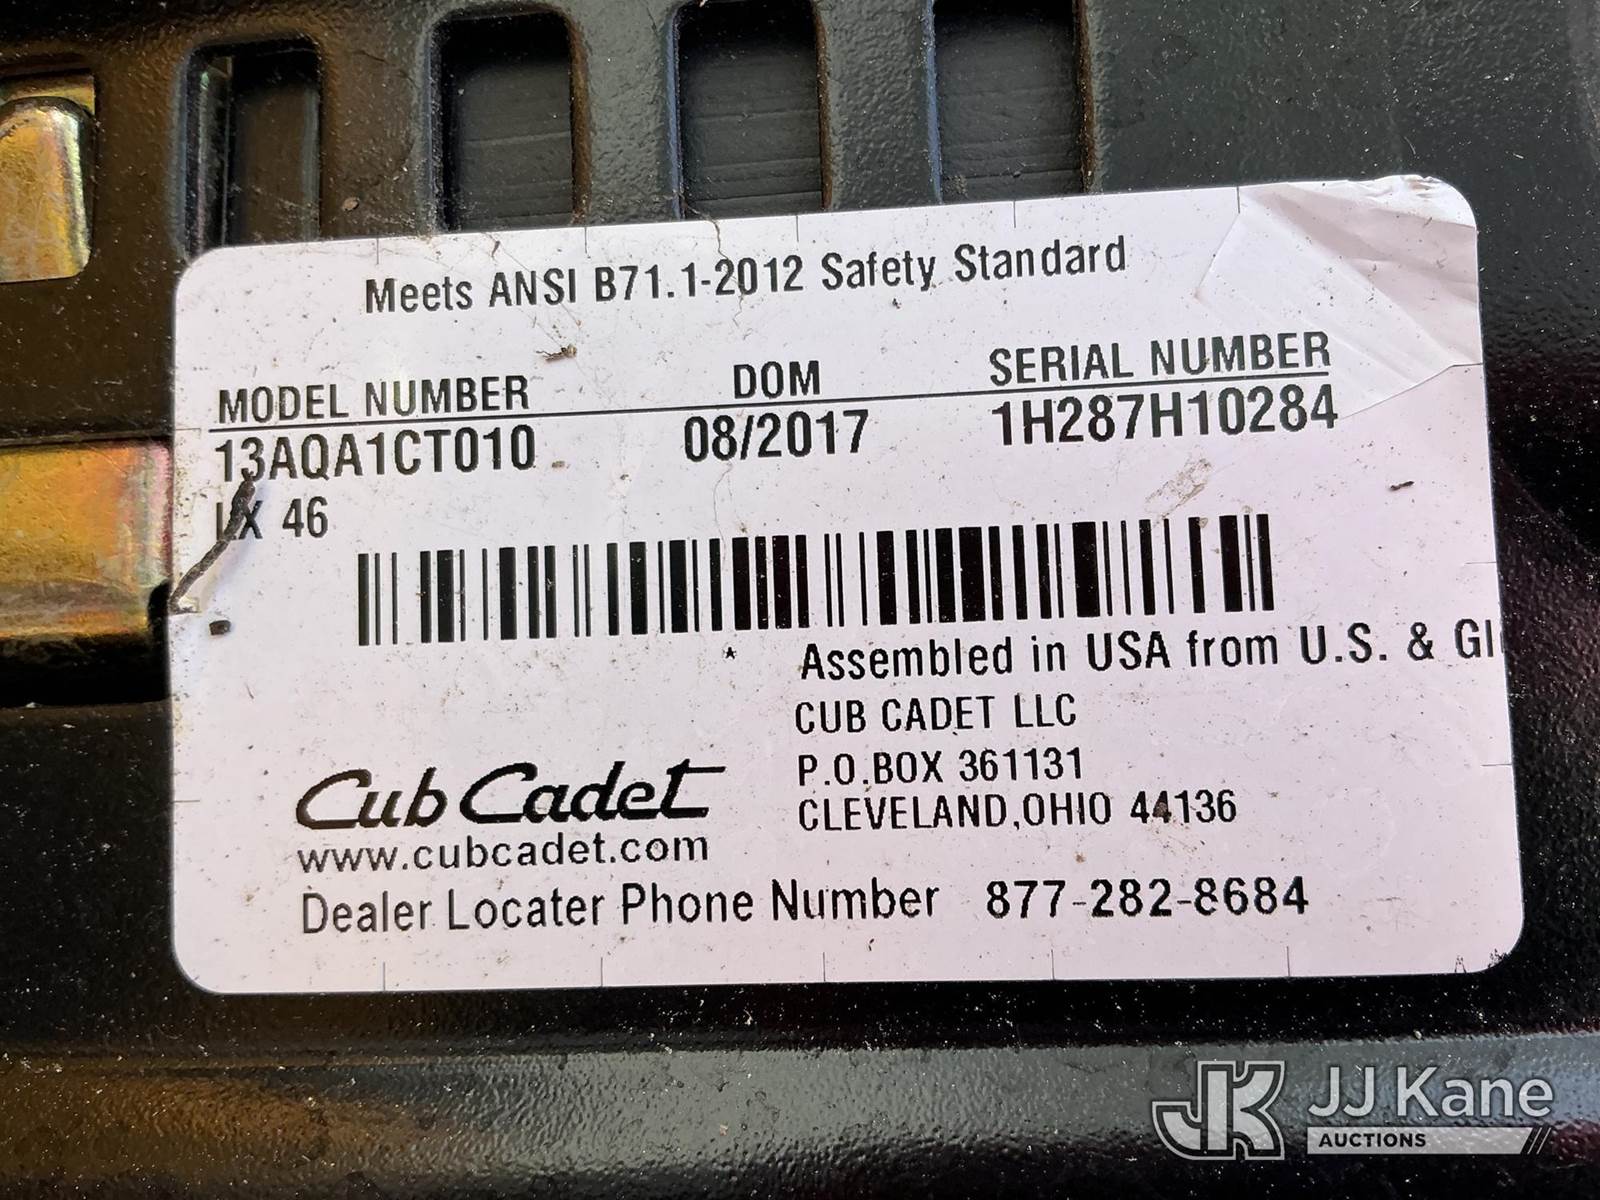 Meets ANSI B71.1-2012 Safety Standard
MODEL NUMBER DOM SERIAL NUMBER
13AQA1CT010 08/2017 1H287H10284
46
* Assembled in USA from U.S. & Gl
CUB CADET LLC
P.O.BOX 361131
CLEVELAND,OHIO 44136
Cub Cadet
www.cubcadet.com
Dealer Locater Phone Number 877-282-8684
JK JJ Kane
AUCTIONS